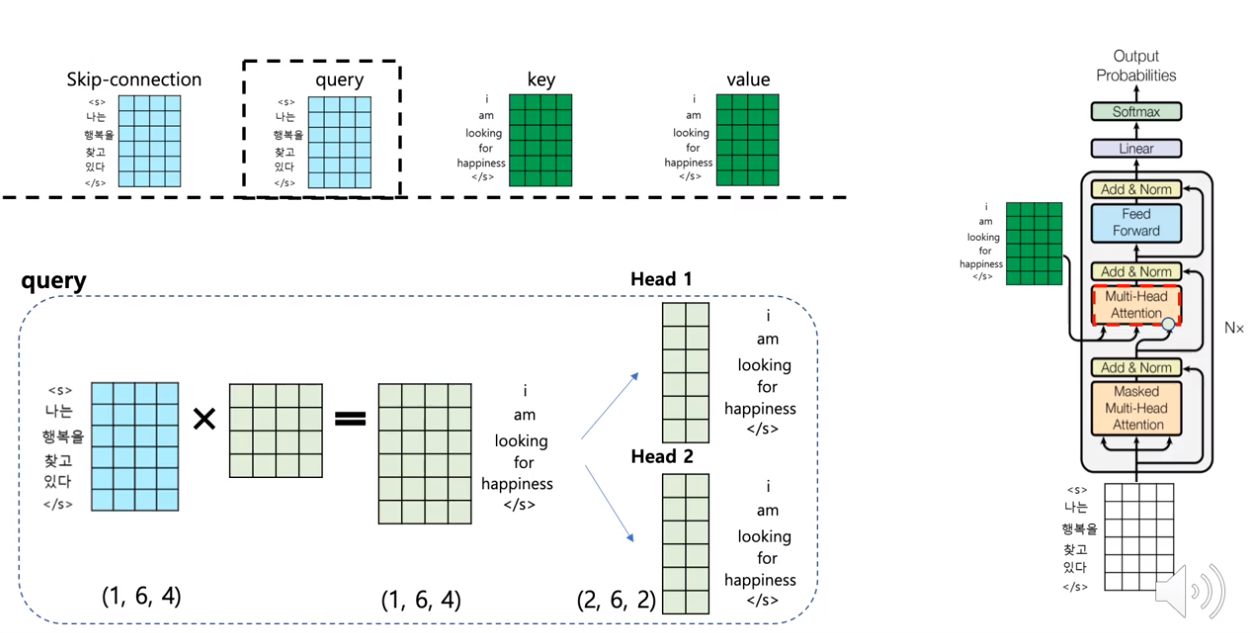 Skip-connection
<s>
나는
행복을
찾고
있다
</s>
query
<s>
나는
행복을
찾고
있다
</s>
key
i
am
looking
for
happiness
</s>
value
i
am
looking
for
happiness
</s>
query
<s>
나는
행복을
찾고
있다
</s>
(1, 6, 4)
×
=
i
am
looking
for
happiness
</s>
(1, 6, 4)
Head 1
i
am
looking
for
happiness
</s>
Head 2
i
am
looking
for
happiness
</s>
(2, 6, 2)
Output
Probabilities
Softmax
Linear
Add & Norm
Feed
Forward
i
am
looking
for
happiness
</s>
Add & Norm
Multi-Head
Attention
N×
Add & Norm
Masked
Multi-Head
Attention
<s>
나는
행복을
찾고
있다
</s>